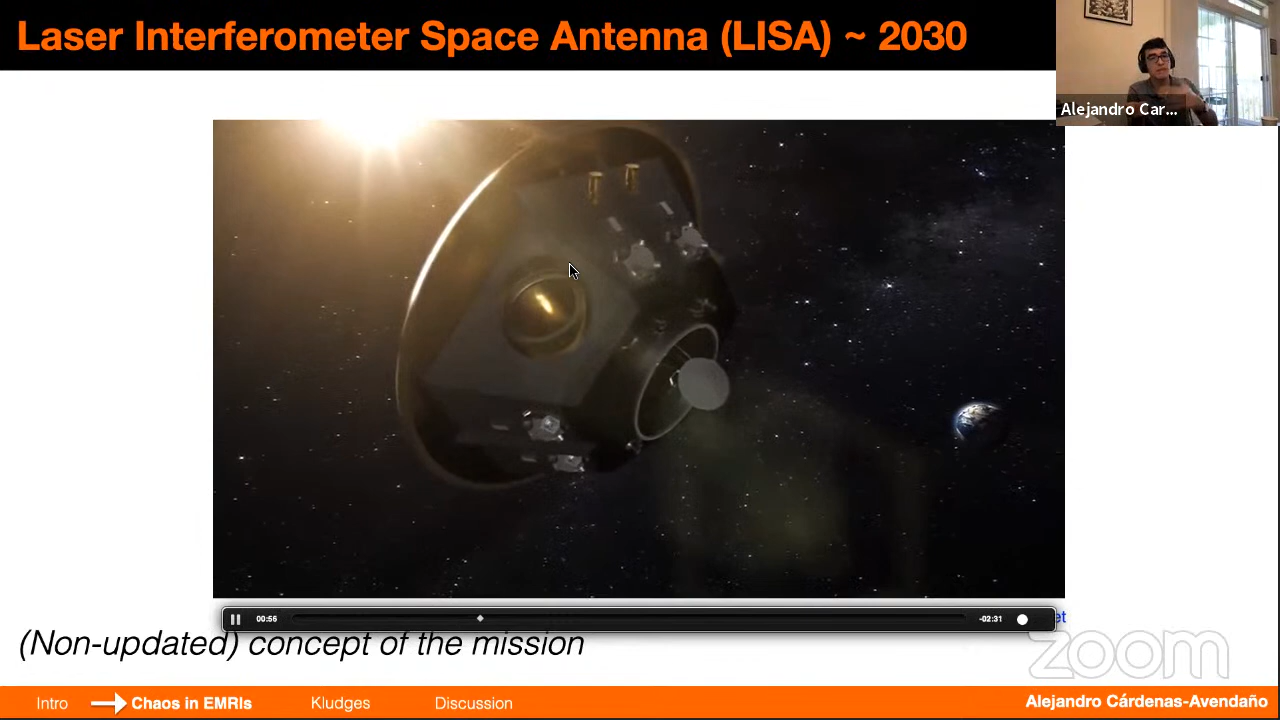 Laser Interferometer Space Antenna (LISA) ~ 2030
Alejandro Car...
00:56
-02:31
et
(Non-updated) concept of the mission
zoom
Intro
Chaos in EMRIs
Kludges
Discussion
Alejandro Cárdenas-Avendaño